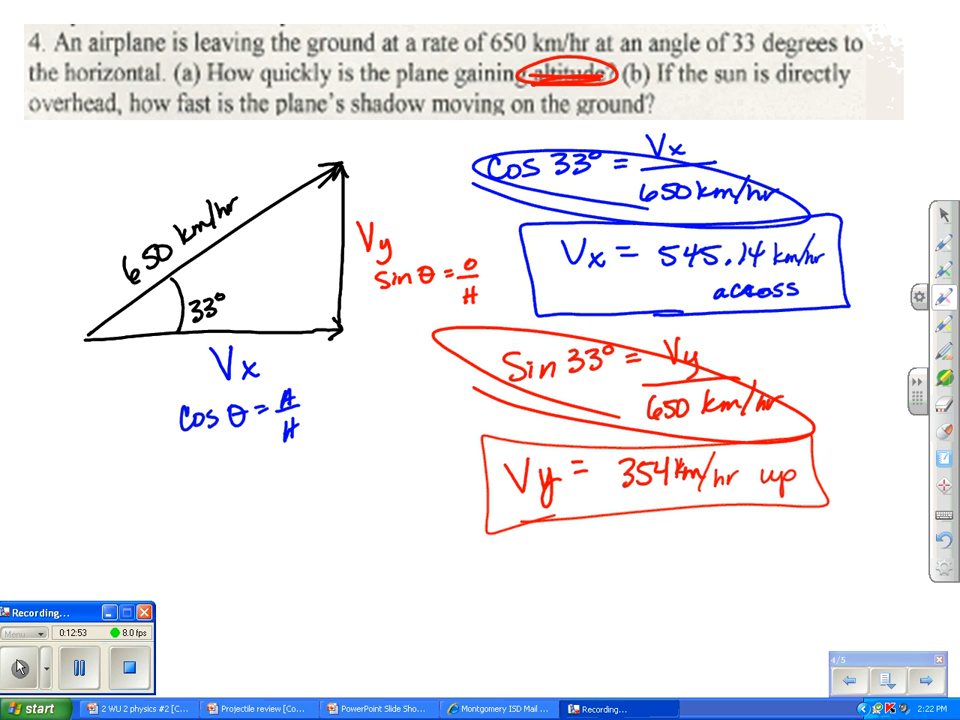 4. An airplane is leaving the ground at a rate of 650 km/hr at an angle of 33 degrees to
the horizontal. (a) How quickly is the plane gaining altitude? (b) If the sun is directly
overhead, how fast is the plane's shadow moving on the ground?
650 km/hr
33°
Vx
cos θ = A/H
Vy
sin θ = O/H
cos 33° = Vx/650 km/hr
Vx = 545.14 km/hr
across
Sin 33° = Vy/650 km/hr
Vy = 354 km/hr up
Recording...
Menu
0:12:53
8.0 fps
4/5
start
2 WU 2 physics #2 [C...
Projectile review [Co...
PowerPoint Slide Sho...
Montgomery ISD Mail ...
Recording...
2:22 PM